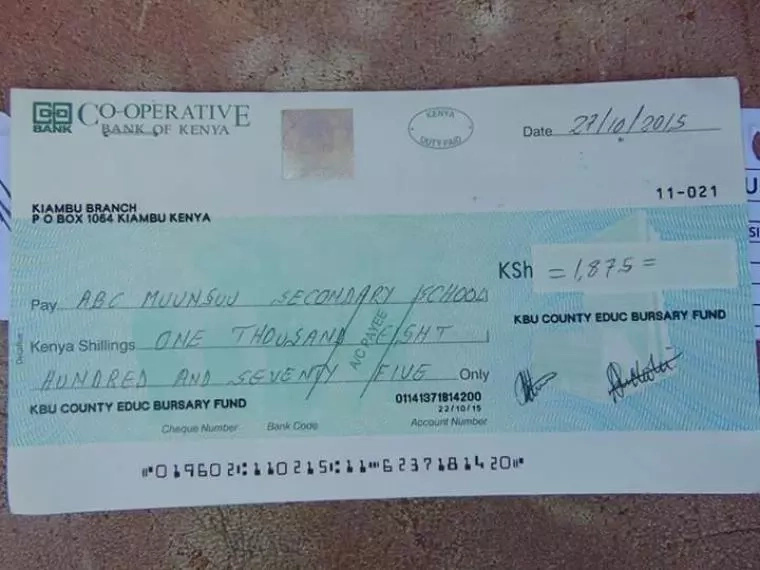 BANK
CO-OPERATIVE
BANK OF KENYA
KENYA
DUTY PAID
Date 27/10/2015
11-021
KIAMBU BRANCH
P O BOX 1064 KIAMBU KENYA
KSh =1,875=
Pay ABC MUUNSUU SECONDARY SCHOOL
KBU COUNTY EDUC BURSARY FUND
Kenya Shillings ONE THOUSAND EIGHT
A/C PAYEE
HUNDRED AND SEVENTY FIVE Only
KBU COUNTY EDUC BURSARY FUND
01141371814200
22/10/15
Cheque Number Bank Code Account Number
⑈019602⑆110215⑆11⑈6237181420⑈